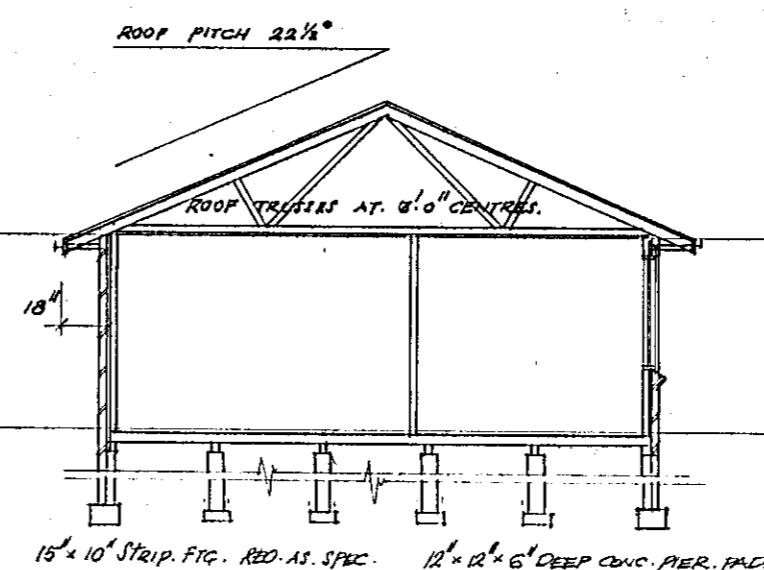 ROOF PITCH 22½°
ROOF TRUSSES AT. 3'.0" CENTRES.
18"
15" x 10" STRIP. FTG. REO. AS. SPEC.
12" x 12" x 6" DEEP CONC. PIER. PAD